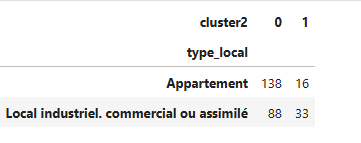 cluster2 0 1
type_local
Appartement 138 16
Local industriel. commercial ou assimilé 88 33